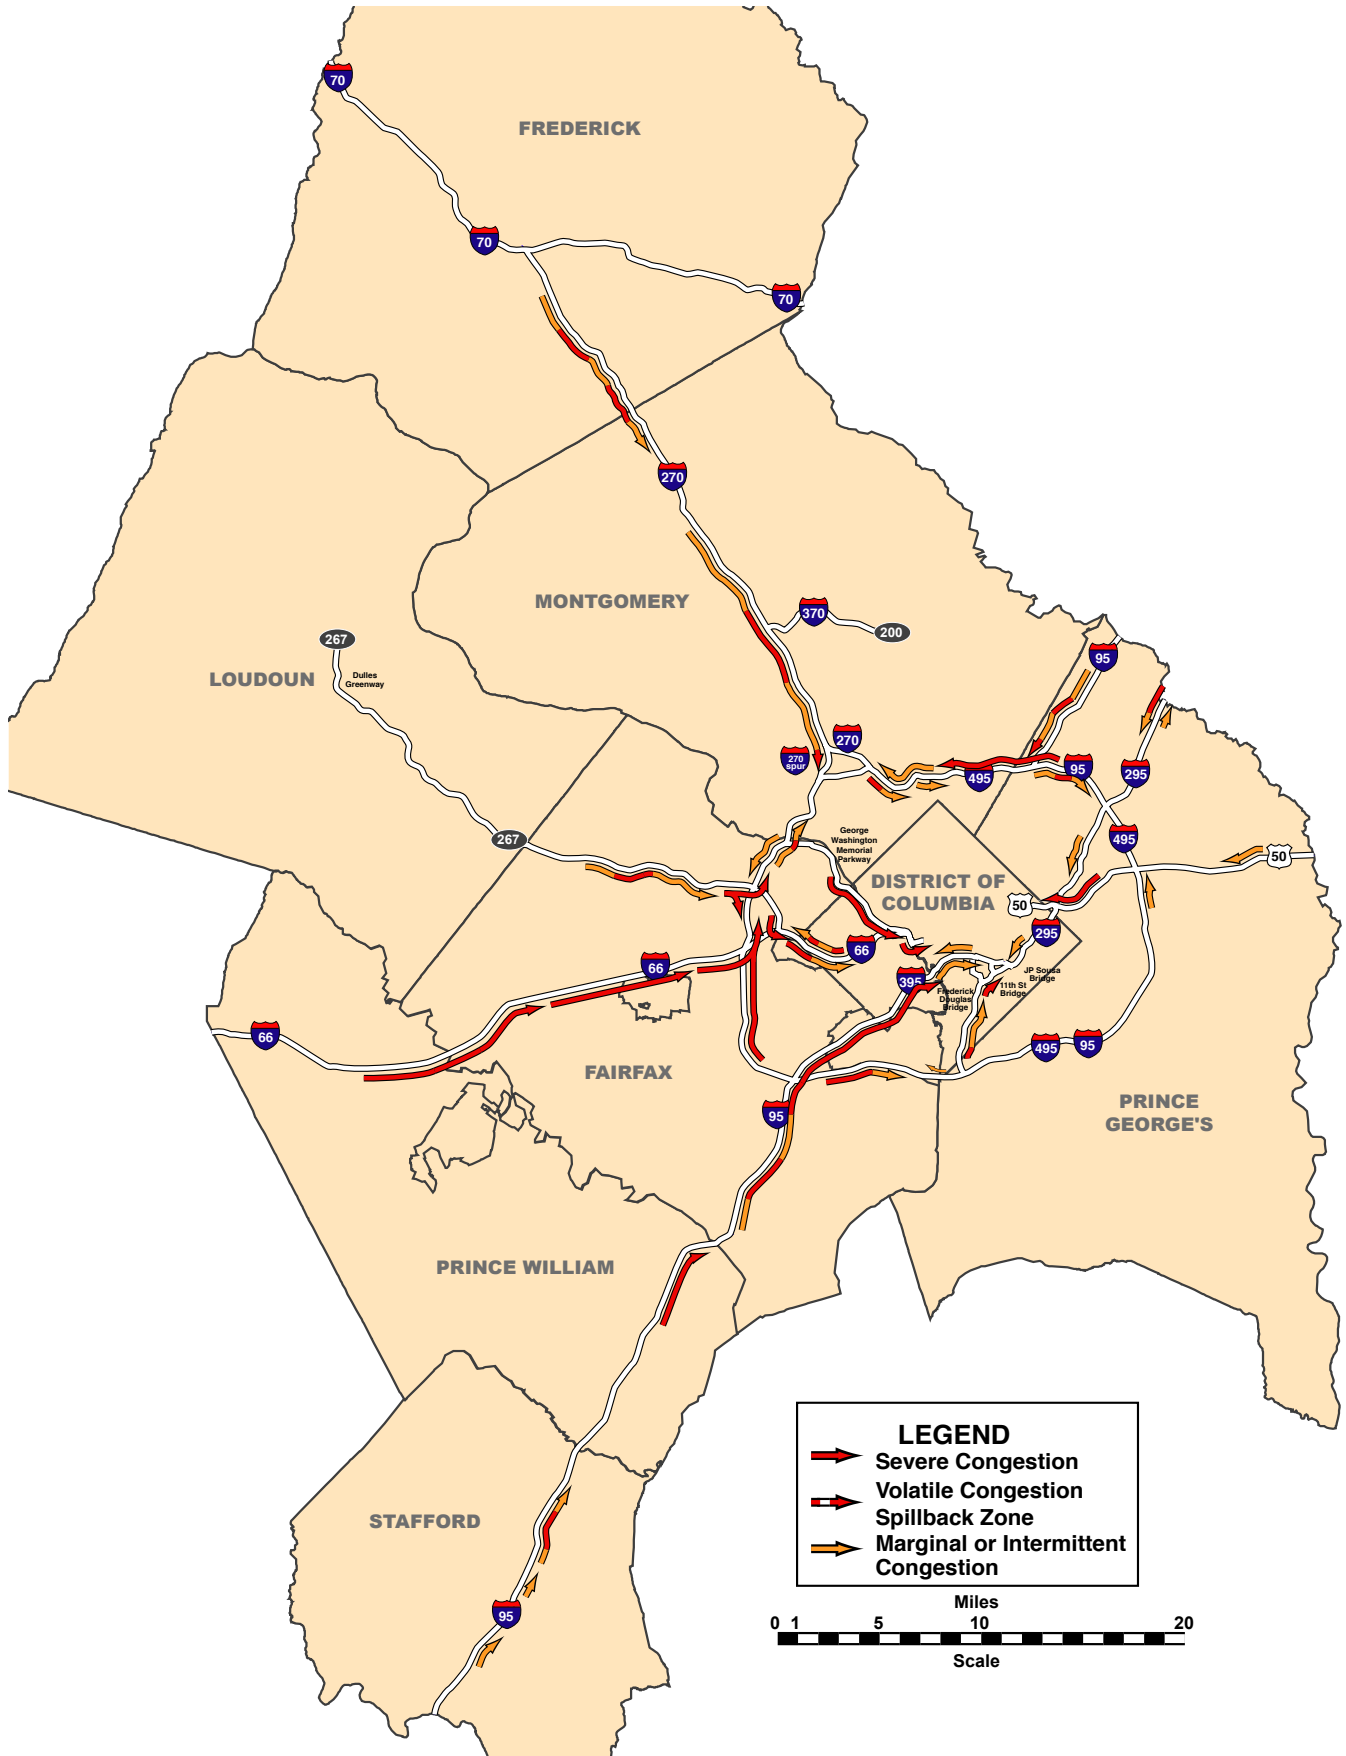 70
FREDERICK
70
70
270
MONTGOMERY
370
200
267
LOUDOUN
Dulles
Greenway
95
270
270
spur
495
95
295
267
George
Washington
Memorial
Parkway
495
50
DISTRICT OF
COLUMBIA
50
295
66
66
395
JP Sousa
Bridge
11th St
Bridge
Frederick
Douglas
Bridge
66
495
95
FAIRFAX
95
PRINCE
GEORGE'S
PRINCE WILLIAM
STAFFORD
95
LEGEND
Severe Congestion
Volatile Congestion
Spillback Zone
Marginal or Intermittent
Congestion
Miles
0 1 5 10 20
Scale